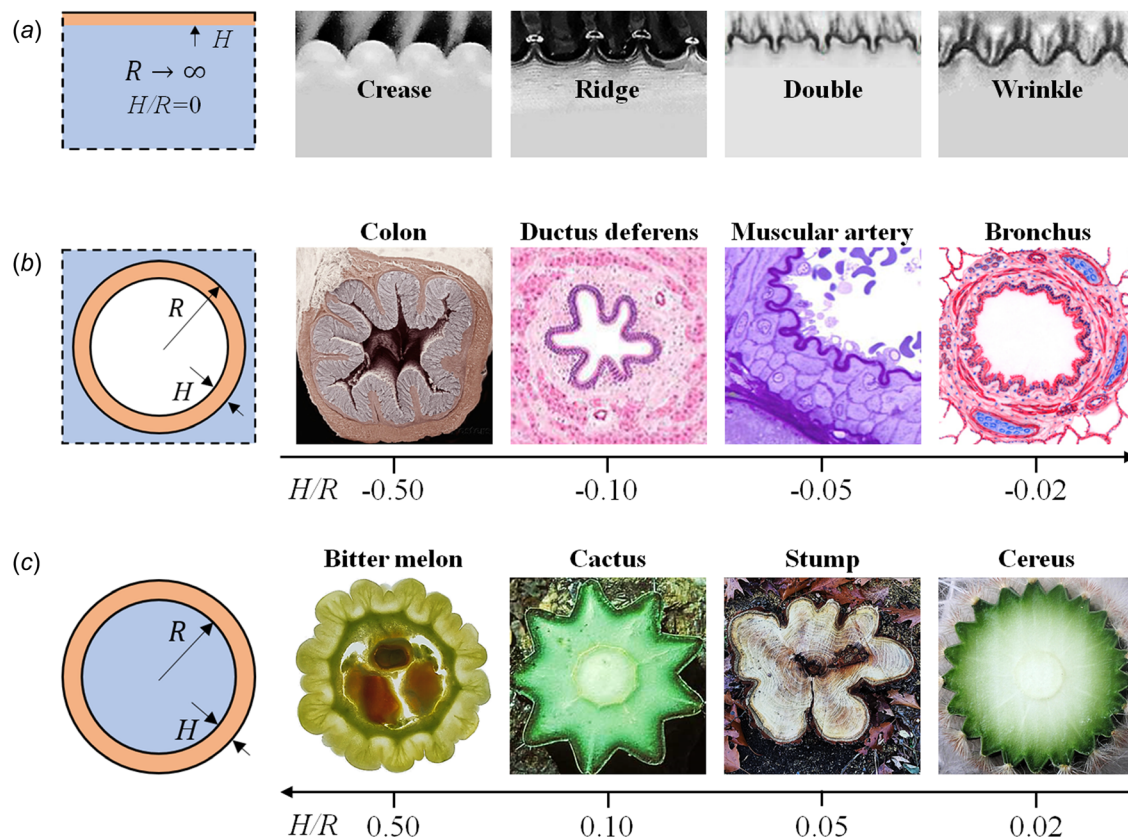 (a)
H
R → ∞
H/R=0
Crease
Ridge
Double
Wrinkle
(b)
R
H
Colon
Ductus deferens
Muscular artery
Bronchus
H/R
-0.50
-0.10
-0.05
-0.02
(c)
R
H
Bitter melon
Cactus
Stump
Cereus
H/R
0.50
0.10
0.05
0.02